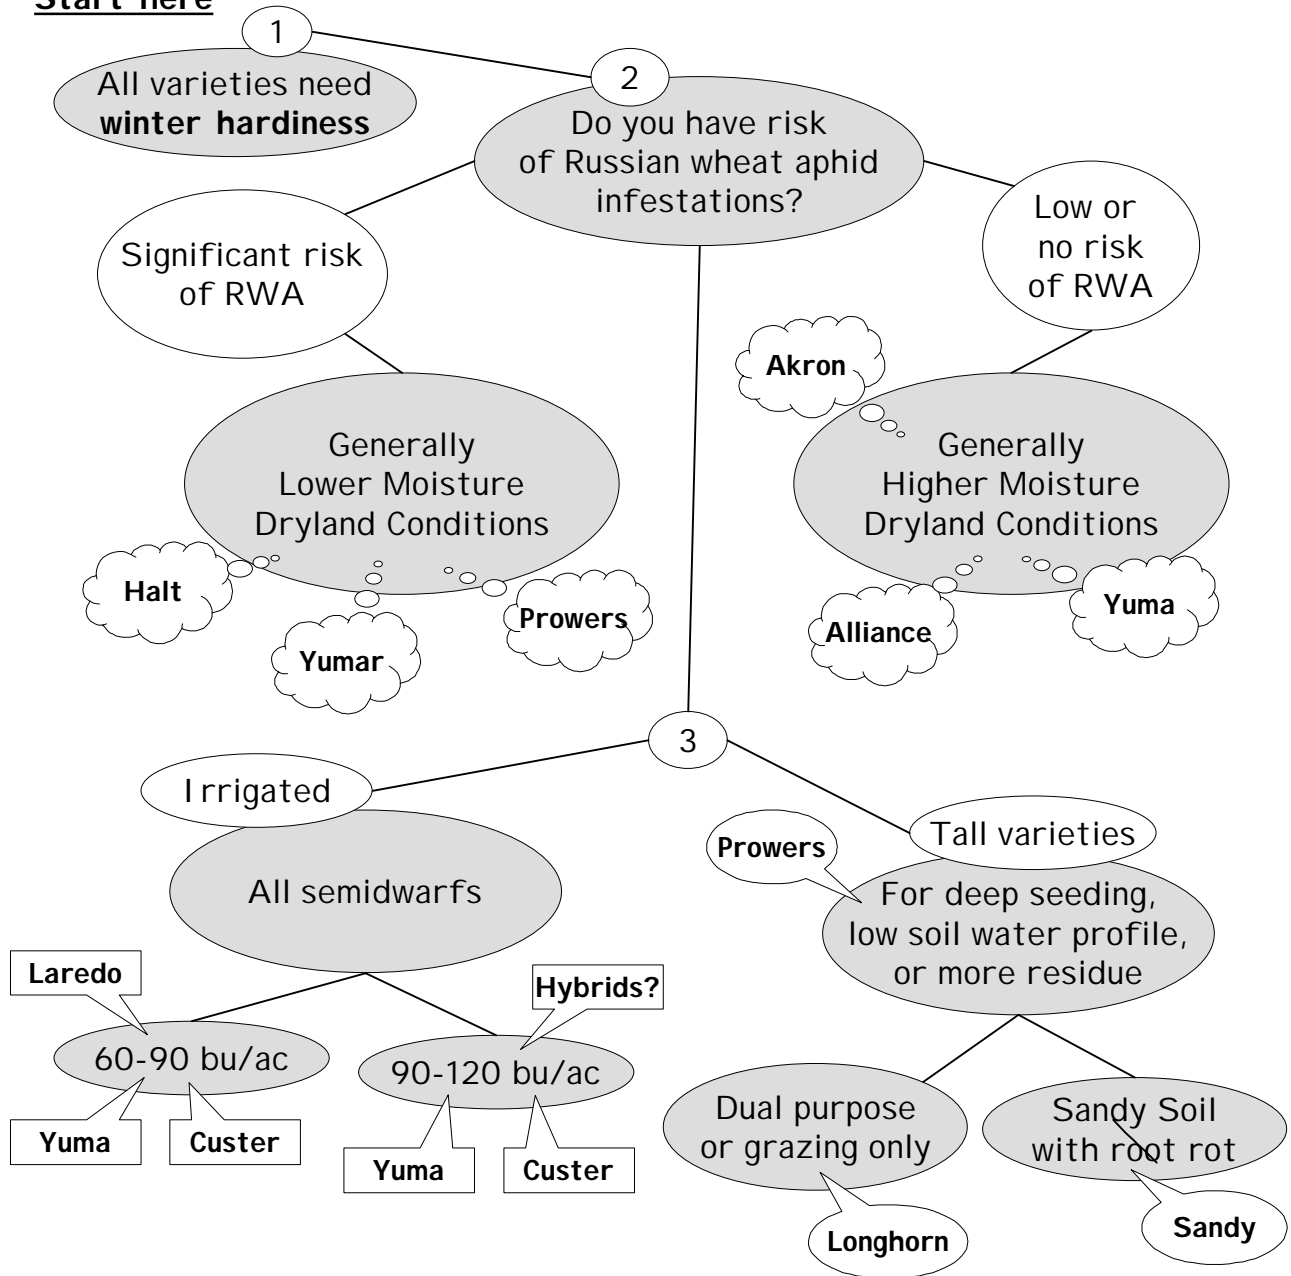 Start here
1
All varieties need
winter hardiness
2
Do you have risk
of Russian wheat aphid
infestations?
Significant risk
of RWA
Low or
no risk
of RWA
Akron
Generally
Lower Moisture
Dryland Conditions
Generally
Higher Moisture
Dryland Conditions
Halt
Yumar
Prowers
Alliance
Yuma
3
Irrigated
All semidwarfs
Tall varieties
Prowers
For deep seeding,
low soil water profile,
or more residue
Laredo
Hybrids?
60-90 bu/ac
90-120 bu/ac
Yuma
Custer
Yuma
Custer
Dual purpose
or grazing only
Sandy Soil
with root rot
Longhorn
Sandy